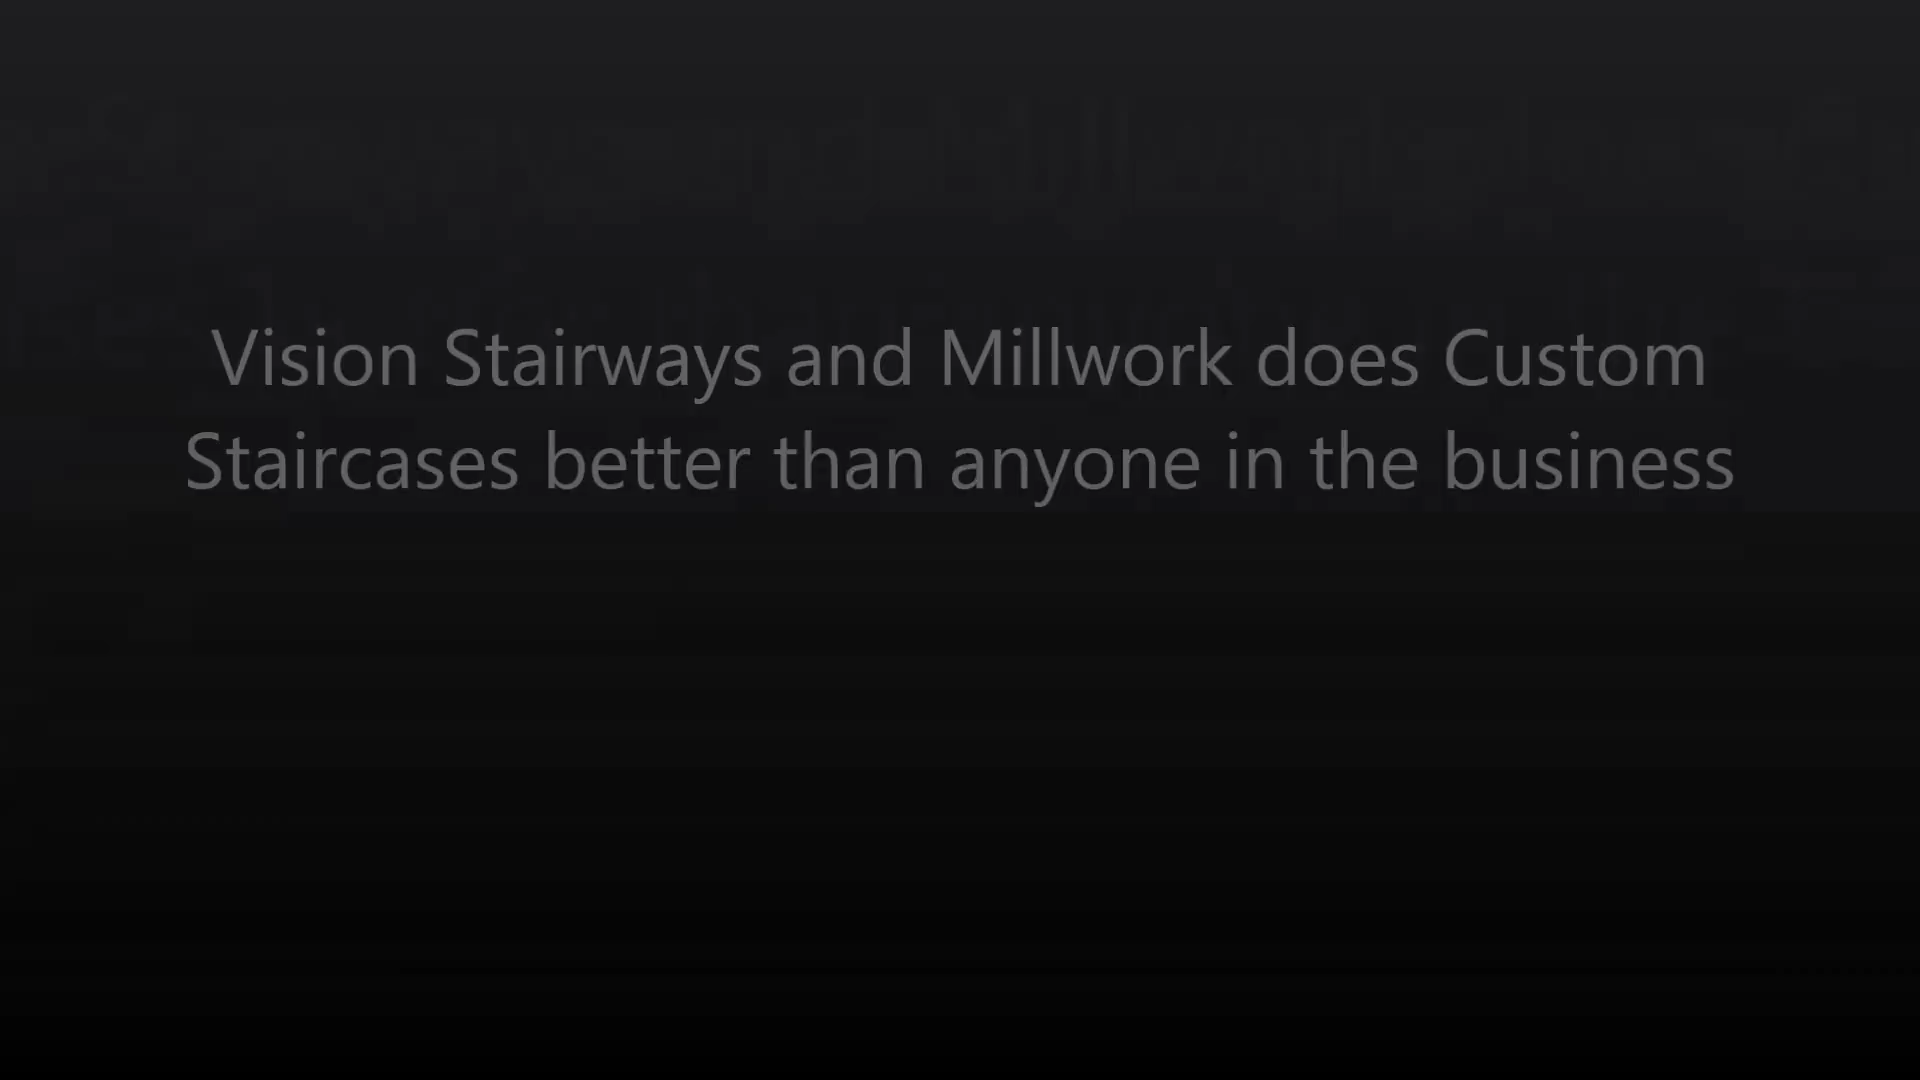 Vision Stairways and Millwork does Custom
Staircases better than anyone in the business